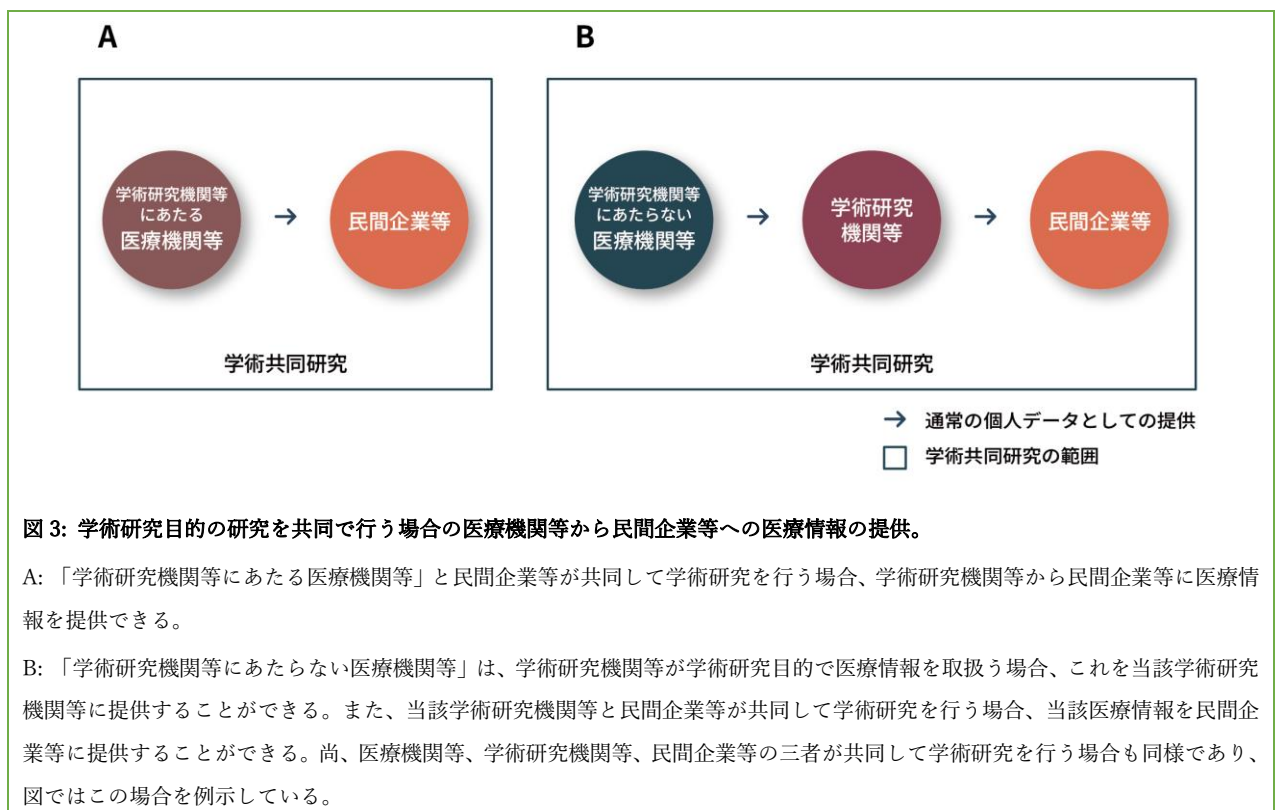 A
学術研究機関等
にあたる
医療機関等
→
民間企業等
学術共同研究
B
学術研究機関等
にあたらない
医療機関等
→
学術研究
機関等
→
民間企業等
学術共同研究
→ 通常の個人データとしての提供
□ 学術共同研究の範囲
図 3: 学術研究目的の研究を共同で行う場合の医療機関等から民間企業等への医療情報の提供。
A: 「学術研究機関等にあたる医療機関等」と民間企業等が共同して学術研究を行う場合、学術研究機関等から民間企業等に医療情
報を提供できる。
B: 「学術研究機関等にあたらない医療機関等」は、学術研究機関等が学術研究目的で医療情報を取扱う場合、これを当該学術研究
機関等に提供することができる。また、当該学術研究機関等と民間企業等が共同して学術研究を行う場合、当該医療情報を民間企
業等に提供することができる。尚、医療機関等、学術研究機関等、民間企業等の三者が共同して学術研究を行う場合も同様であり、
図ではこの場合を例示している。